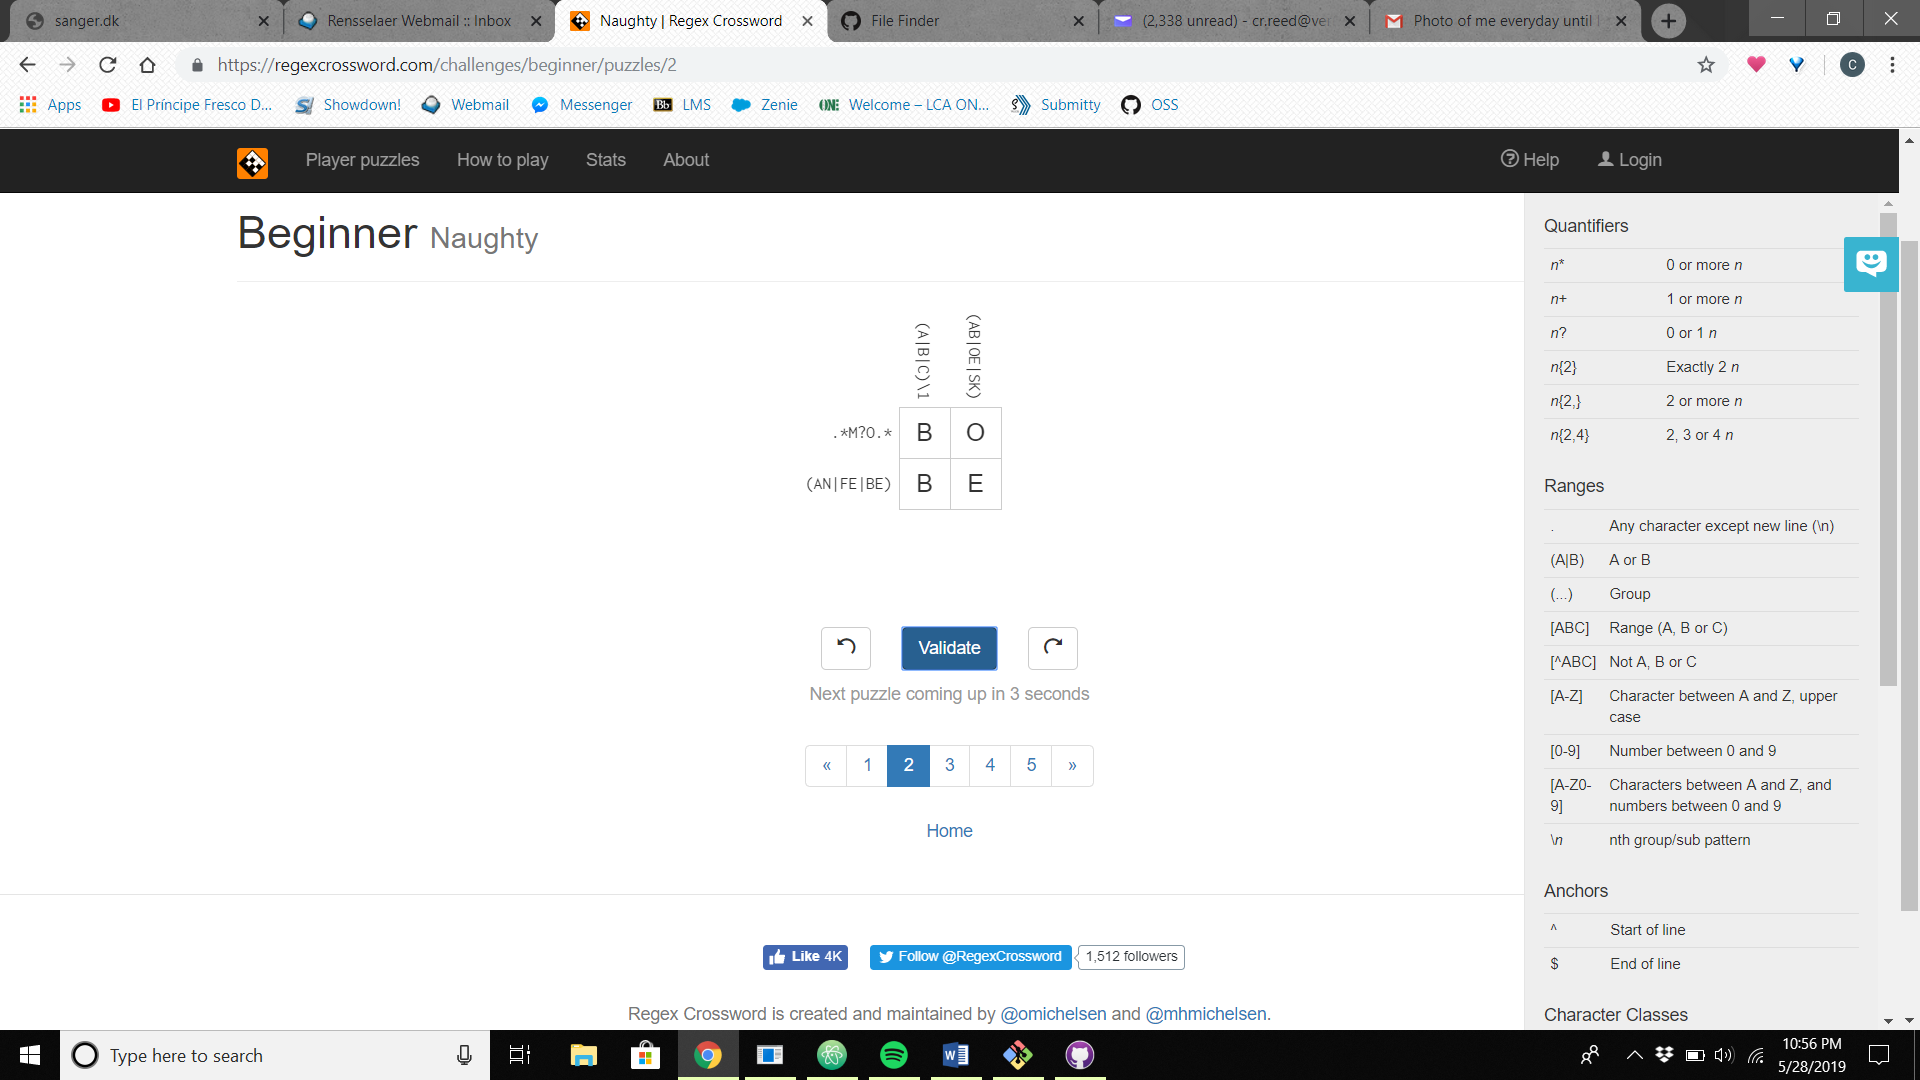 sanger.dk
Rensselaer Webmail :: Inbox
Naughty | Regex Crossword
File Finder
(2,338 unread) - cr.reed@ve
Photo of me everyday until
https://regexcrossword.com/challenges/beginner/puzzles/2
C
Apps
El Príncipe Fresco D...
Showdown!
Webmail
Messenger
Bb LMS
Zenie
ONE Welcome – LCA ON...
Submitty
OSS
Player puzzles
How to play
Stats
About
Help
Login
Beginner Naughty
(A|B|C)\1
(AB|OE|SK)
.*M?O.* B O
(AN|FE|BE) B E
Validate
Next puzzle coming up in 3 seconds
« 1 2 3 4 5 »
Home
Like 4K
Follow @RegexCrossword
1,512 followers
Regex Crossword is created and maintained by @omichelsen and @mhmichelsen.
Quantifiers
n* 0 or more n
n+ 1 or more n
n? 0 or 1 n
n{2} Exactly 2 n
n{2,} 2 or more n
n{2,4} 2, 3 or 4 n
Ranges
. Any character except new line (\n)
(A|B) A or B
(...) Group
[ABC] Range (A, B or C)
[^ABC] Not A, B or C
[A-Z] Character between A and Z, upper
case
[0-9] Number between 0 and 9
[A-Z0- Characters between A and Z, and
9] numbers between 0 and 9
\n nth group/sub pattern
Anchors
^ Start of line
$ End of line
Character Classes
Type here to search
10:56 PM
5/28/2019